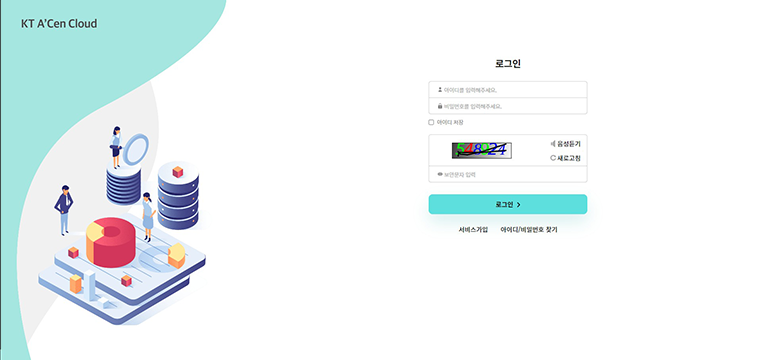 KT A'Cen Cloud
로그인
아이디를 입력해주세요.
비밀번호를 입력해주세요.
아이디 저장
음성듣기
새로고침
보안문자 입력
로그인 >
서비스가입 아이디/비밀번호 찾기